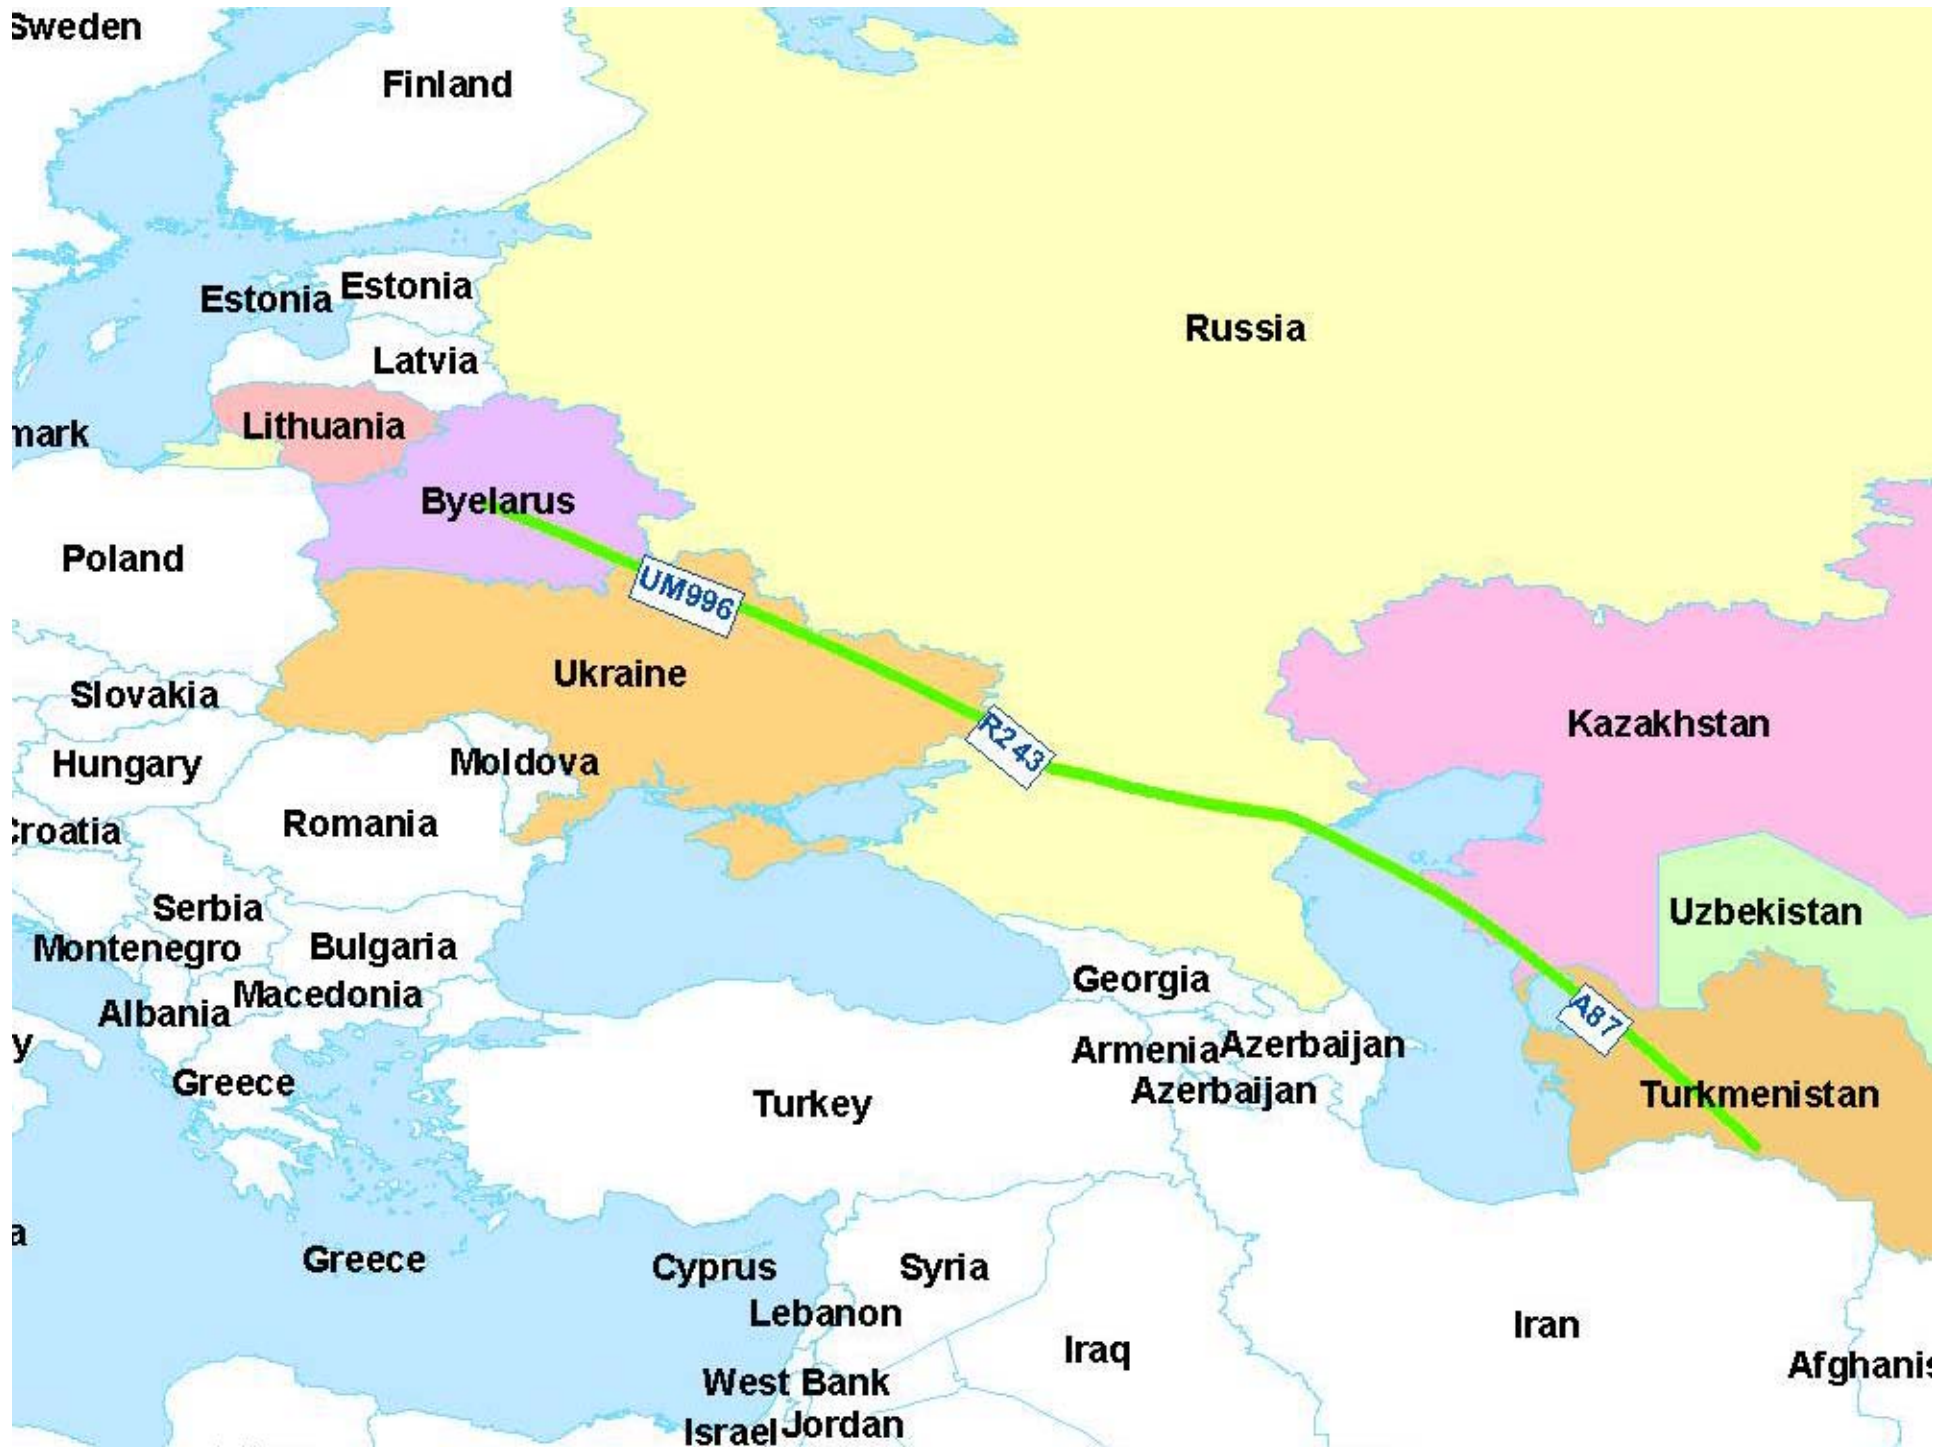 Sweden
Finland
Estonia
Estonia
Russia
Latvia
Lithuania
mark
Byelarus
Poland
UM996
Ukraine
Slovakia
R243
Kazakhstan
Hungary
Moldova
Romania
Croatia
Serbia
Uzbekistan
Montenegro
Bulgaria
Georgia
Macedonia
Albania
A87
y
Armenia
Azerbaijan
Greece
Azerbaijan
Turkmenistan
Turkey
a
Greece
Cyprus
Syria
Lebanon
Iran
Iraq
Afghanis
West Bank
Israel
Jordan